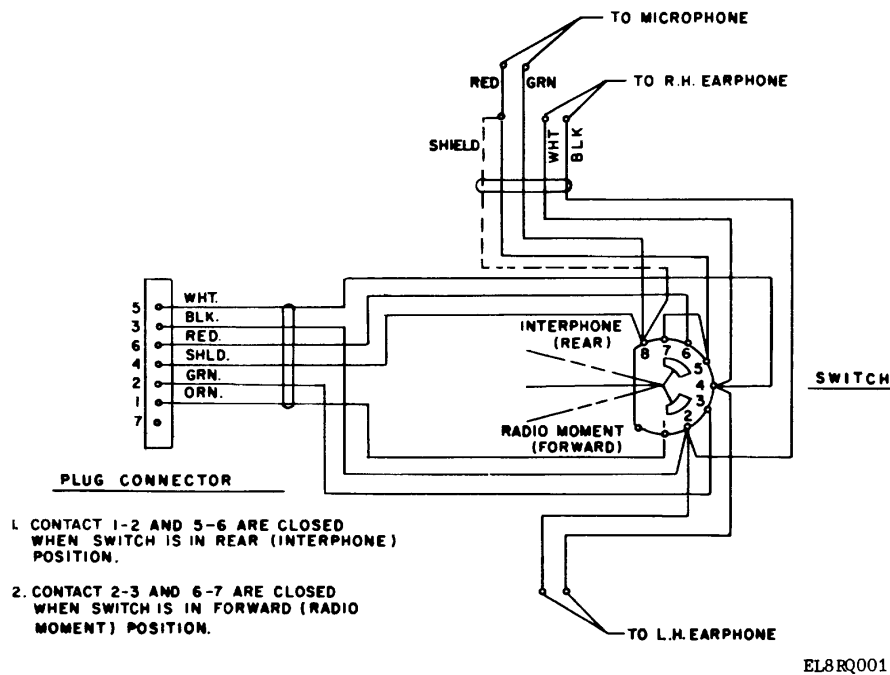 TO MICROPHONE
RED
GRN
TO R.H. EARPHONE
SHIELD
WHT
BLK
5
WHT.
3
BLK.
6
RED.
4
SHLD.
2
GRN.
1
ORN.
7
INTERPHONE
(REAR)
8
7
6
5
4
3
2
SWITCH
RADIO MOMENT
(FORWARD)
PLUG CONNECTOR
1. CONTACT 1-2 AND 5-6 ARE CLOSED
WHEN SWITCH IS IN REAR (INTERPHONE)
POSITION.
2. CONTACT 2-3 AND 6-7 ARE CLOSED
WHEN SWITCH IS IN FORWARD (RADIO
MOMENT) POSITION.
TO L.H. EARPHONE
EL8RQ001